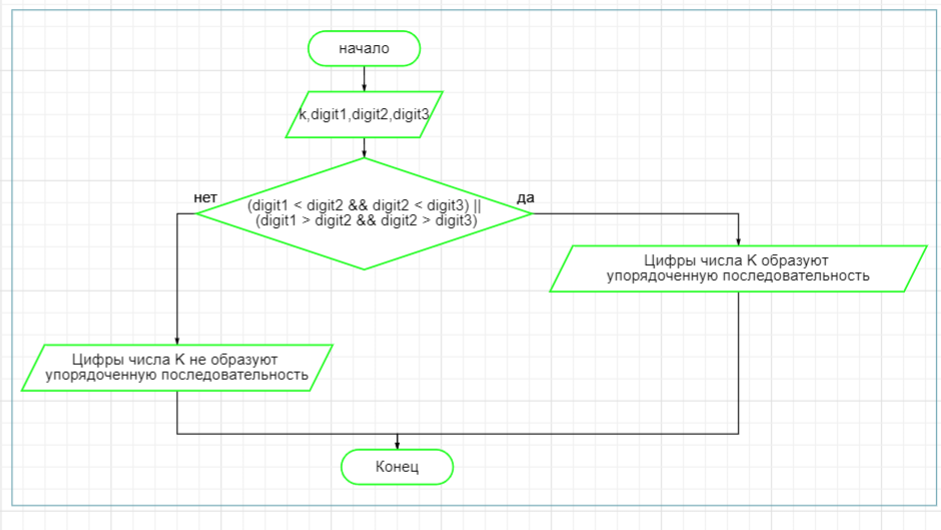 начало
k,digit1,digit2,digit3
нет
да
(digit1 < digit2 && digit2 < digit3) ||
(digit1 > digit2 && digit2 > digit3)
Цифры числа K образуют
упорядоченную последовательность
Цифры числа K не образуют
упорядоченную последовательность
Конец